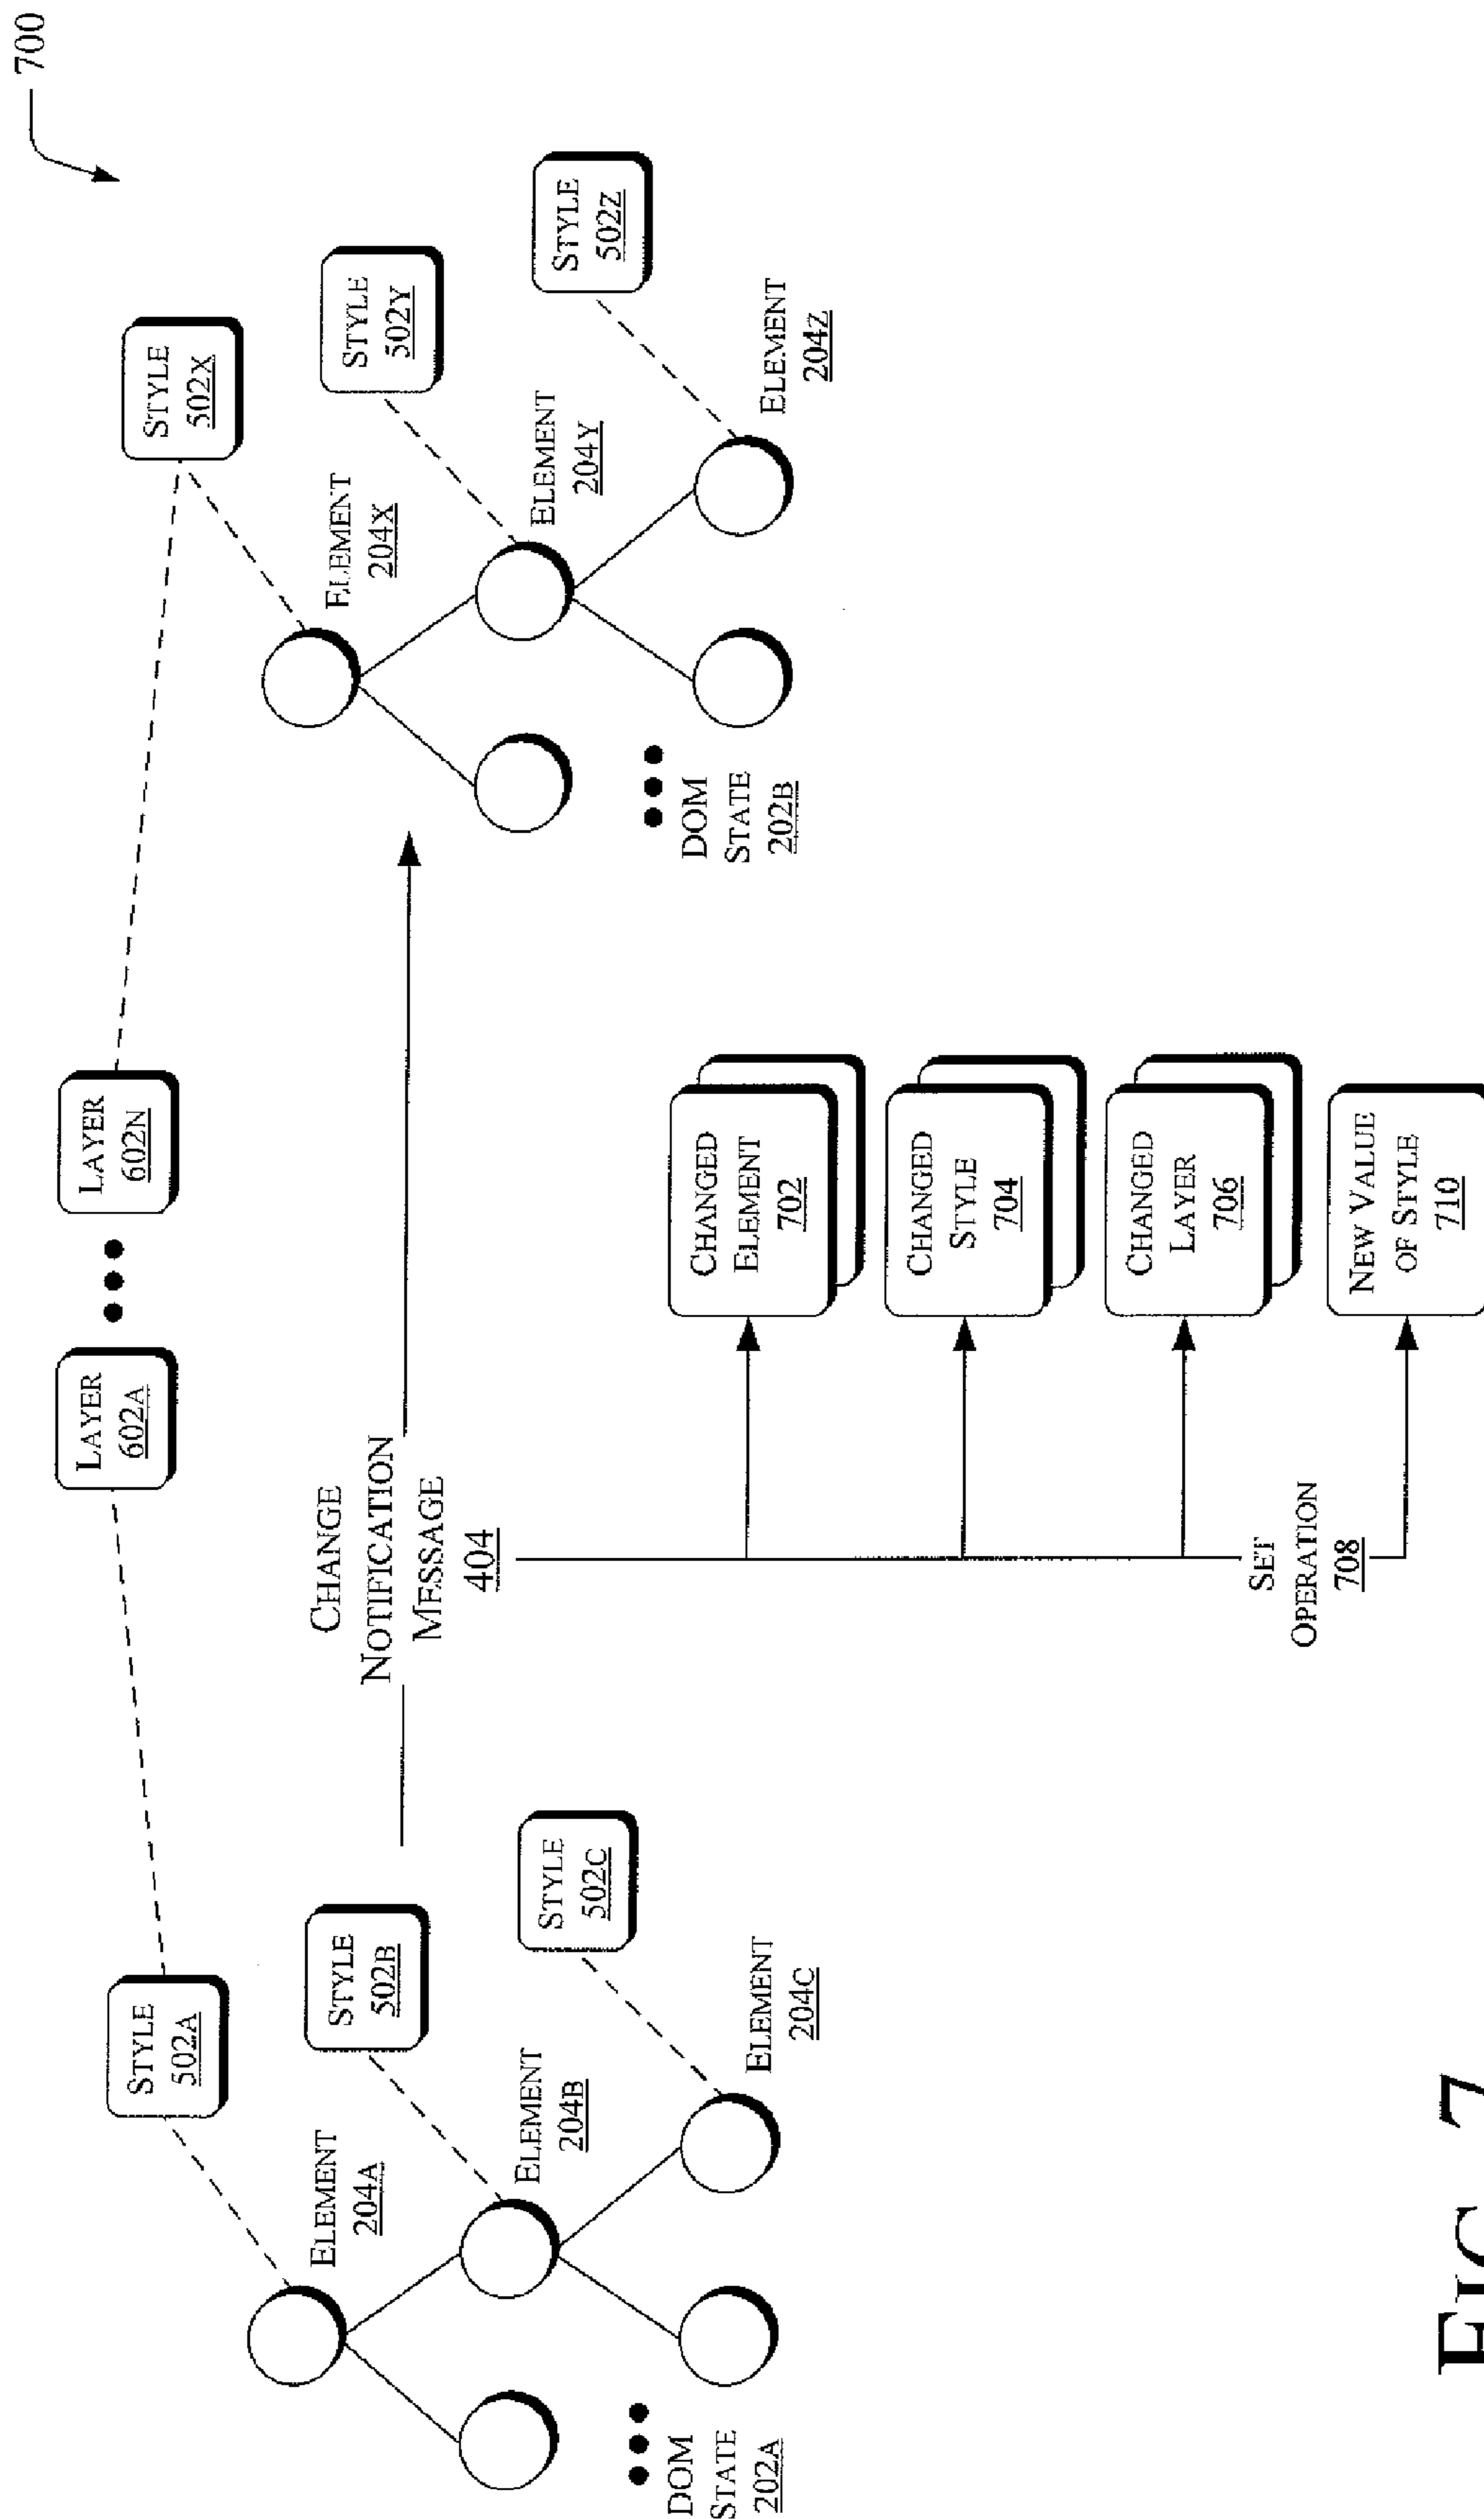 700
LAYER
602A
LAYER
602N
STYLE
502A
STYLE
502B
STYLE
502C
ELEMENT
204A
ELEMENT
204B
ELEMENT
204C
DOM
STATE
202A
CHANGE
NOTIFICATION
MESSAGE
404
STYLE
502X
STYLE
502Y
STYLE
502Z
ELEMENT
204X
ELEMENT
204Y
ELEMENT
204Z
DOM
STATE
202B
CHANGED
ELEMENT
702
CHANGED
STYLE
704
CHANGED
LAYER
706
SET
OPERATION
708
NEW VALUE
OF STYLE
710
FIG. 7